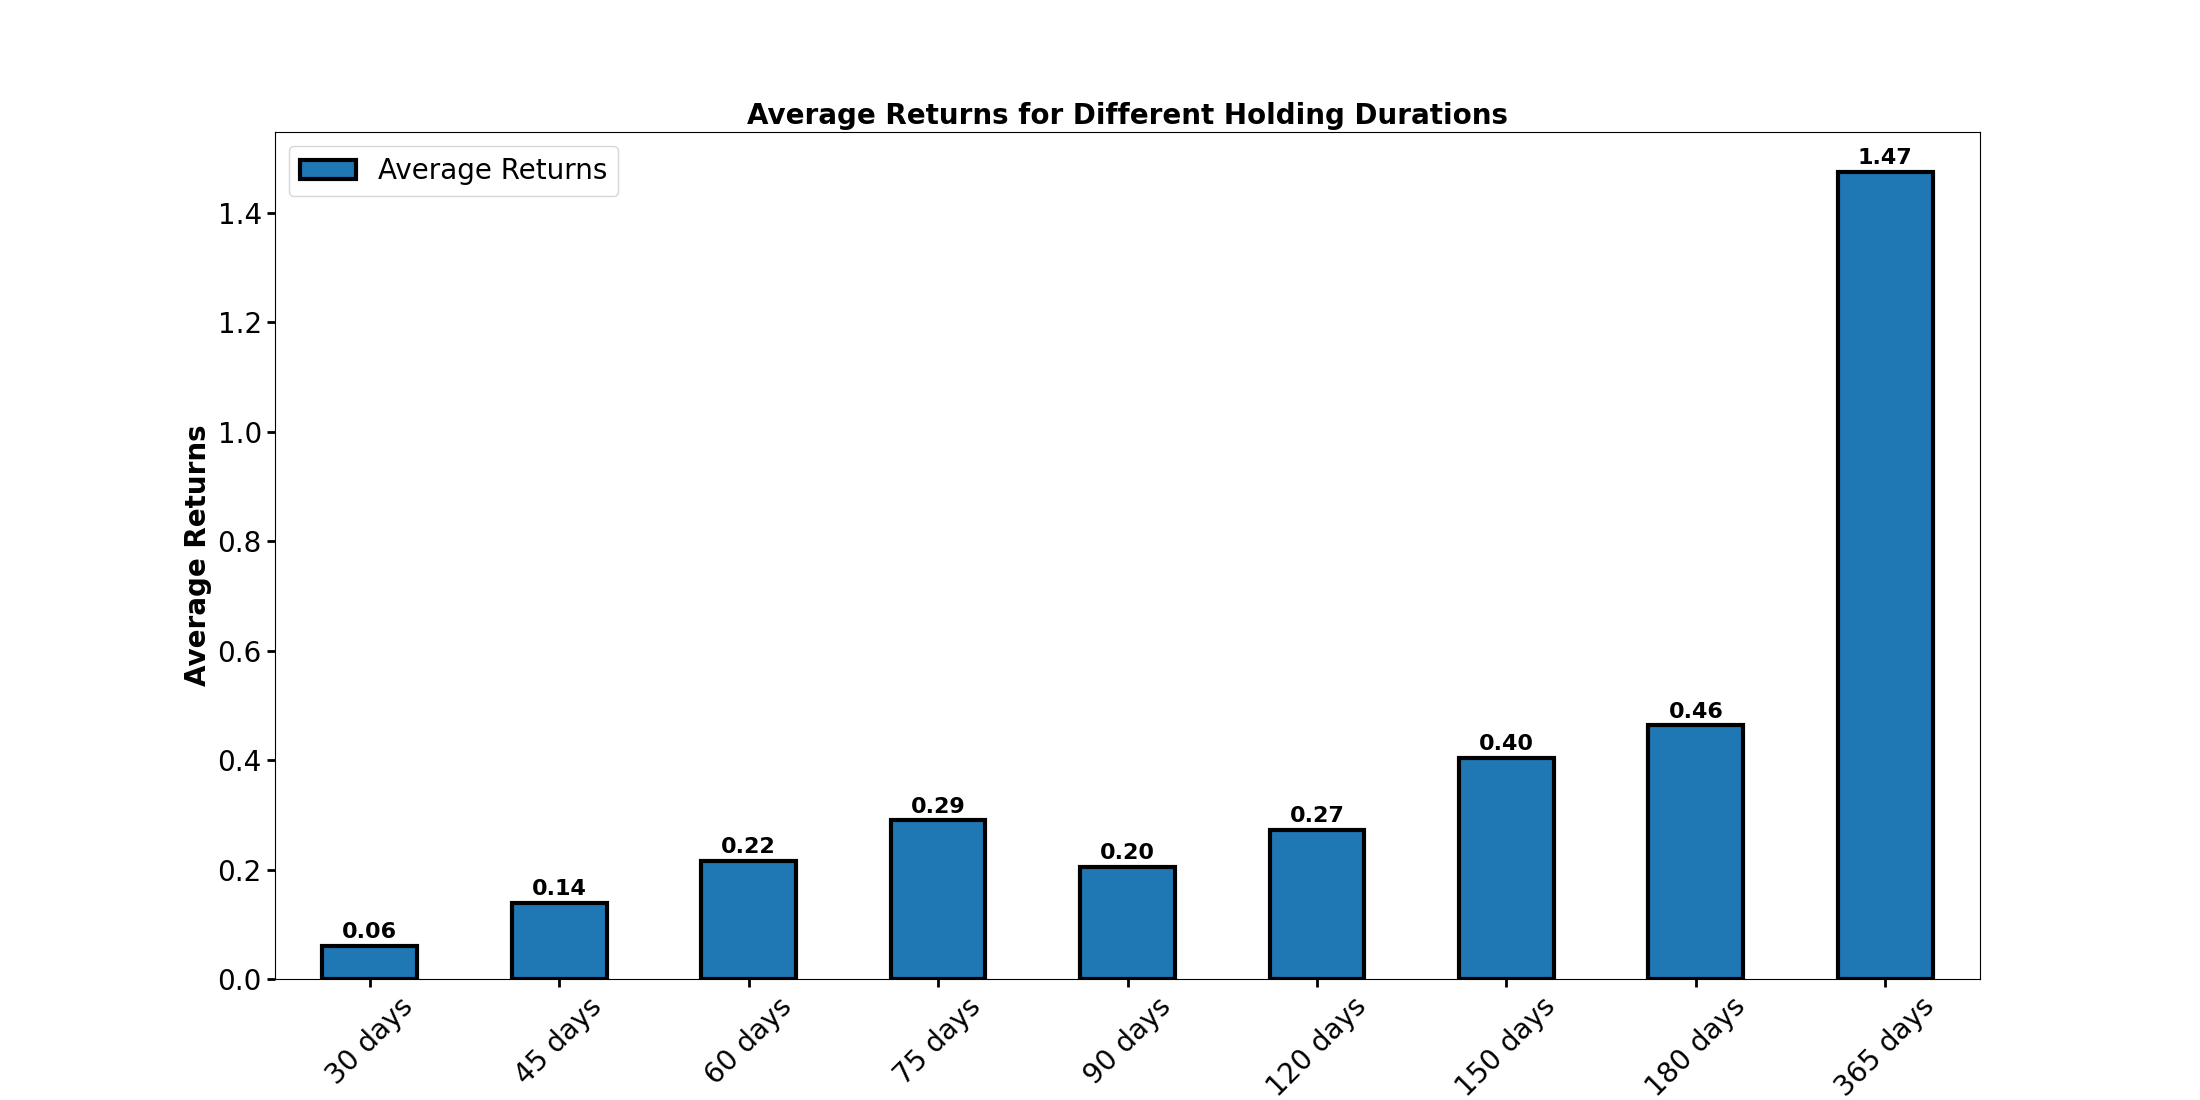 Average Returns for Different Holding Durations
Average Returns
1.47
1.4
1.2
1.0
0.8
0.6
0.4
0.2
0.0
Average Returns
0.06
0.14
0.22
0.29
0.20
0.27
0.40
0.46
30 days
45 days
60 days
75 days
90 days
120 days
150 days
180 days
365 days